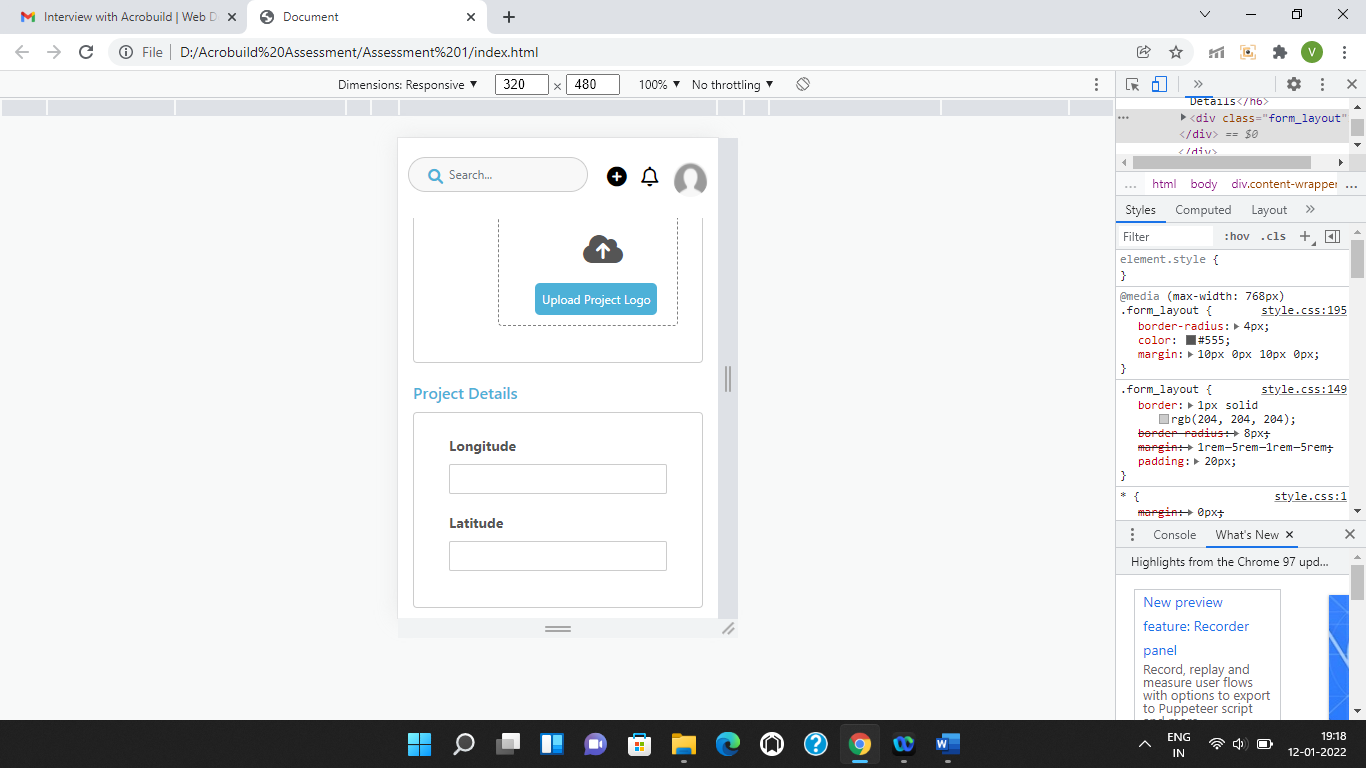 Interview with Acrobuild | Web D
Document
File
D:/Acrobuild%20Assessment/Assessment%201/index.html
V
Dimensions: Responsive ▼
320 × 480
100% ▼
No throttling ▼
Details</h6>
<div class="form_layout"
</div> == $0
</div>
... html body div.content-wrapper ...
Styles Computed Layout »
Filter :hov .cls +
element.style {
}
@media (max-width: 768px)
.form_layout { style.css:195
border-radius: 4px;
color: #555;
margin: 10px 0px 10px 0px;
}
.form_layout { style.css:149
border: 1px solid
rgb(204, 204, 204);
border-radius: 8px;
margin: 1rem 5rem 1rem 5rem;
padding: 20px;
}
* { style.css:1
margin: 0px;
Console What's New ×
Highlights from the Chrome 97 upd...
New preview
feature: Recorder
panel
Record, replay and
measure user flows
with options to export
to Puppeteer script
Search...
Upload Project Logo
Project Details
Longitude
Latitude
ENG
IN
19:18
12-01-2022